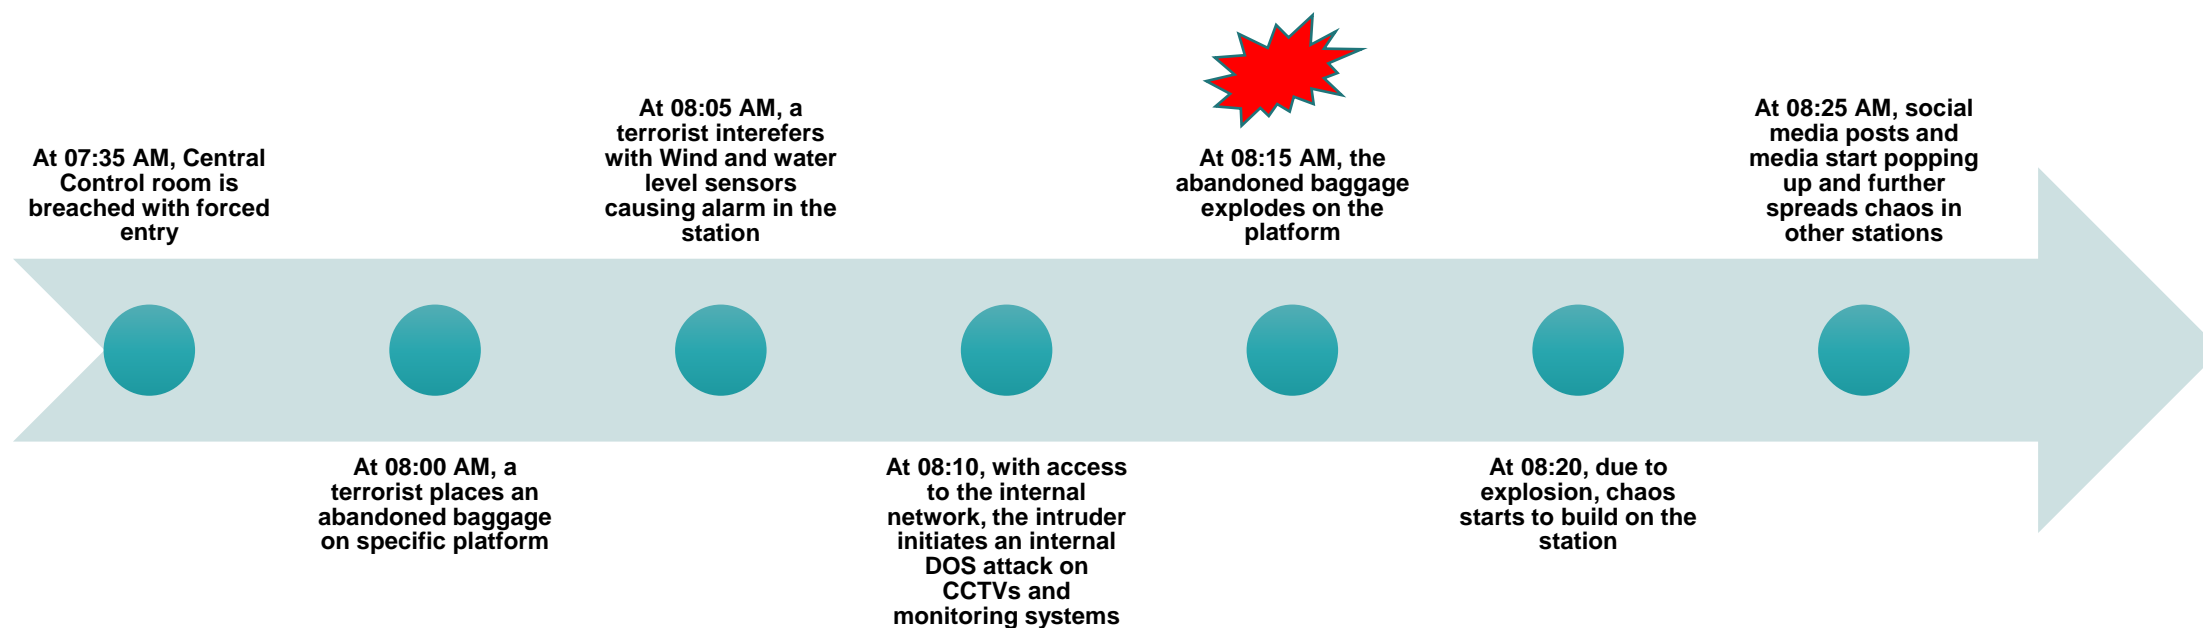 At 07:35 AM, Central
Control room is
breached with forced
entry
At 08:00 AM, a
terrorist places an
abandoned baggage
on specific platform
At 08:05 AM, a
terrorist interefers
with Wind and water
level sensors
causing alarm in the
station
At 08:10, with access
to the internal
network, the intruder
initiates an internal
DOS attack on
CCTVs and
monitoring systems
At 08:15 AM, the
abandoned baggage
explodes on the
platform
At 08:20, due to
explosion, chaos
starts to build on the
station
At 08:25 AM, social
media posts and
media start popping
up and further
spreads chaos in
other stations